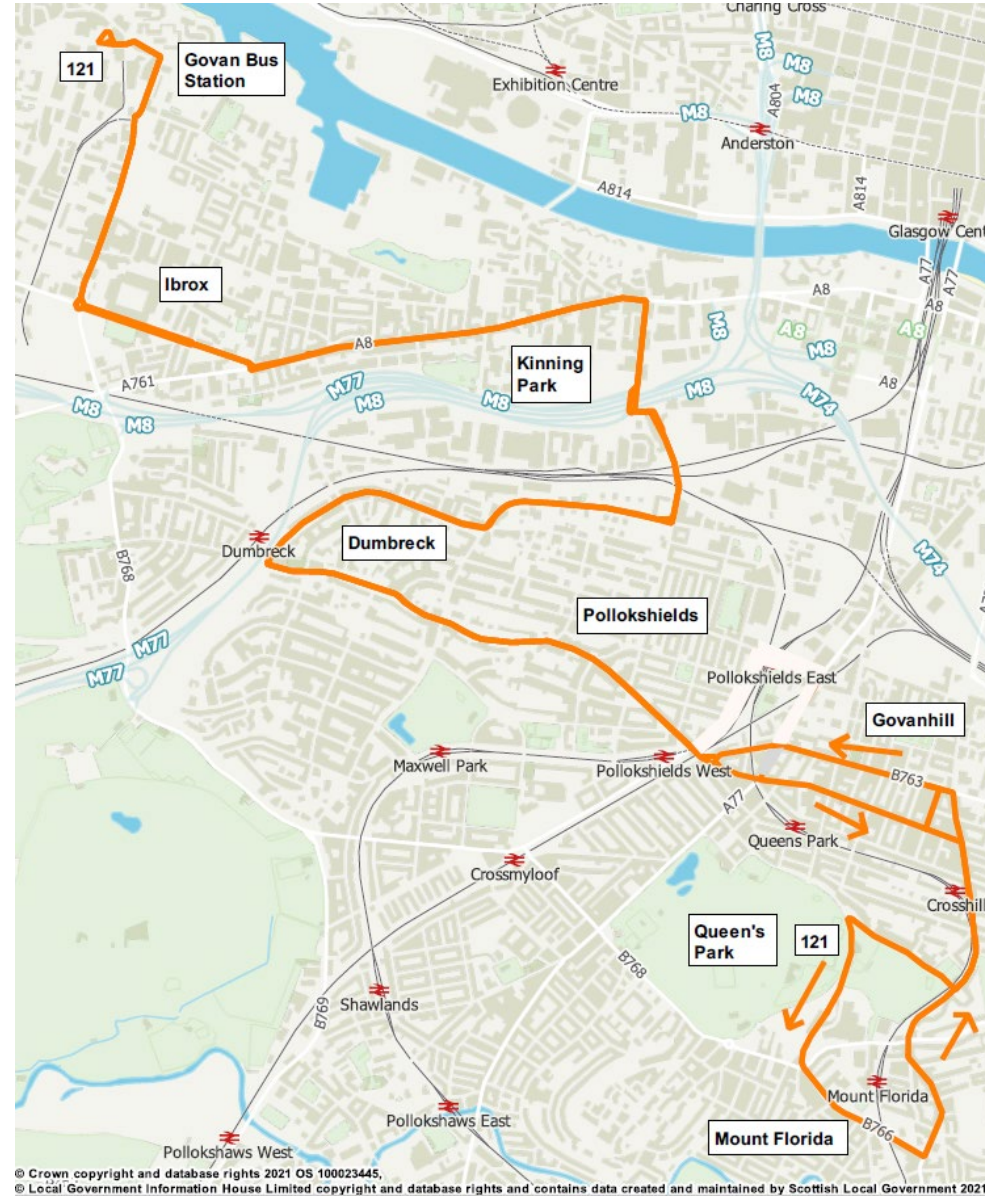 Charing Cross
M8
M8
121
Govan Bus
Station
Exhibition Centre
M8
A804
M8
Anderston
A814
A814
Glasgow Cent
Ibrox
A77
A77
A8
A8
M8
A8
M8
A8
Kinning
Park
A761
M77
M8
M8
M8
A8
M8
M8
M74
Dumbreck
Dumbreck
B768
M74
Pollokshields
M77
M77
Pollokshields East
Govanhill
Maxwell Park
Pollokshields West
B763
A77
Queens Park
Crossmyloof
Crosshill
Queen's
Park
121
B768
Shawlands
B769
Mount Florida
Pollokshaws East
B766
Mount Florida
Pollokshaws West
© Crown copyright and database rights 2021 OS 100023445,
© Local Government Information House Limited copyright and database rights and contains data created and maintained by Scottish Local Government 2021